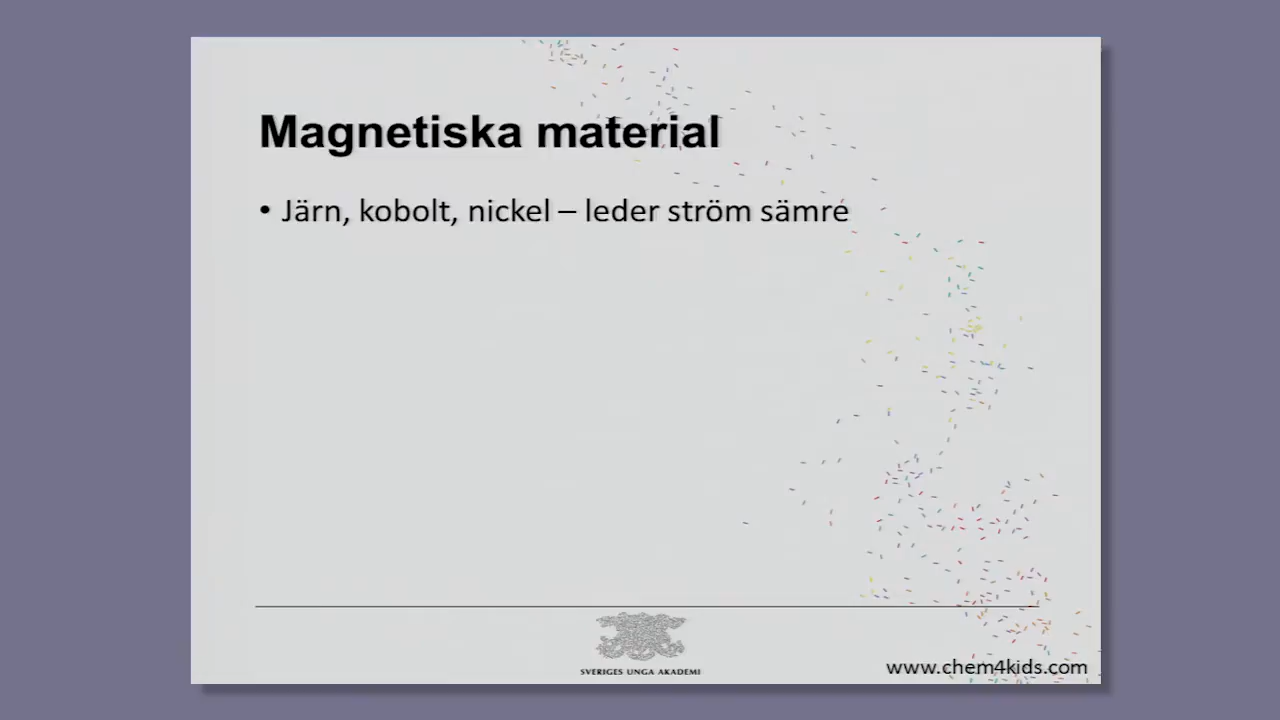 Magnetiska material
• Järn, kobolt, nickel – leder ström sämre
SVERIGES UNGA AKADEMI
www.chem4kids.com